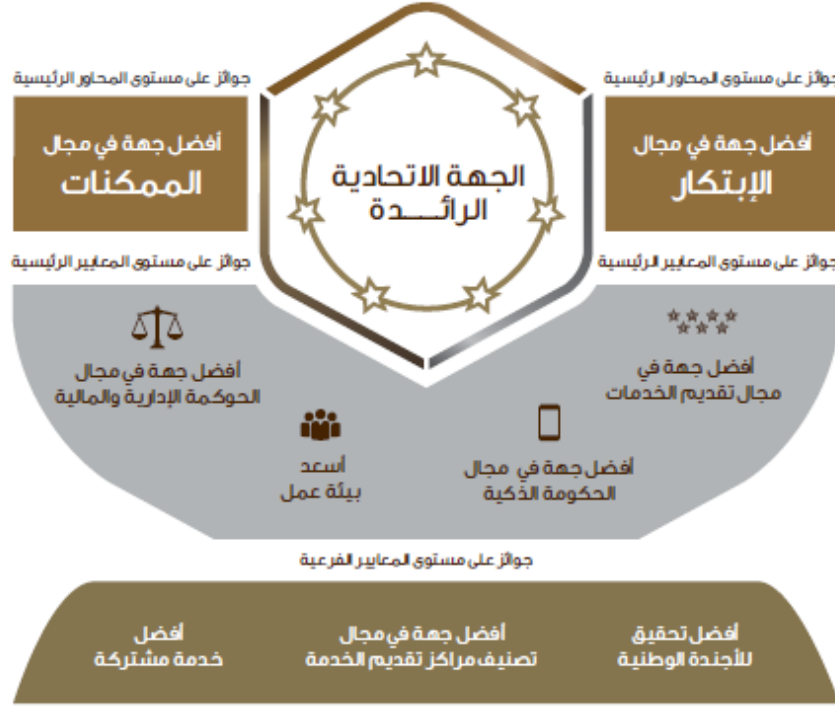 جوائز على مستوى المحاور الرئيسية
أفضل جهة في مجال
الإبتكار
الجهة الاتحادية
الرائـــدة
جوائز على مستوى المحاور الرئيسية
أفضل جهة في مجال
الممكنات
جوائز على مستوى المعايير الرئيسية
جوائز على مستوى المعايير الرئيسية
أفضل جهة في
مجال تقديم الخدمات
أفضل جهة في مجال
الحكومة الذكية
أسعد
بيئة عمل
أفضل جهة في مجال
الحوكمة الإدارية والمالية
جوائز على مستوى المعايير الفرعية
أفضل تحقيق
للأجندة الوطنية
أفضل جهة في مجال
تصنيف مراكز تقديم الخدمة
أفضل
خدمة مشتركة